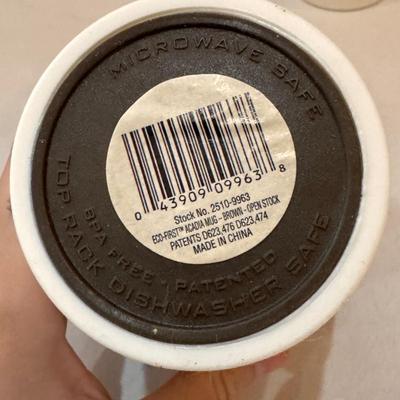 MICROWAVE SAFE
0 43909 09963 8
Stock No. 2510-9963
ECO-FIRST™ ACADIA MUG - BROWN - OPEN STOCK
PATENTS D623,476 D623,474
MADE IN CHINA
BPA FREE | PATENTED
TOP RACK DISHWASHER SAFE